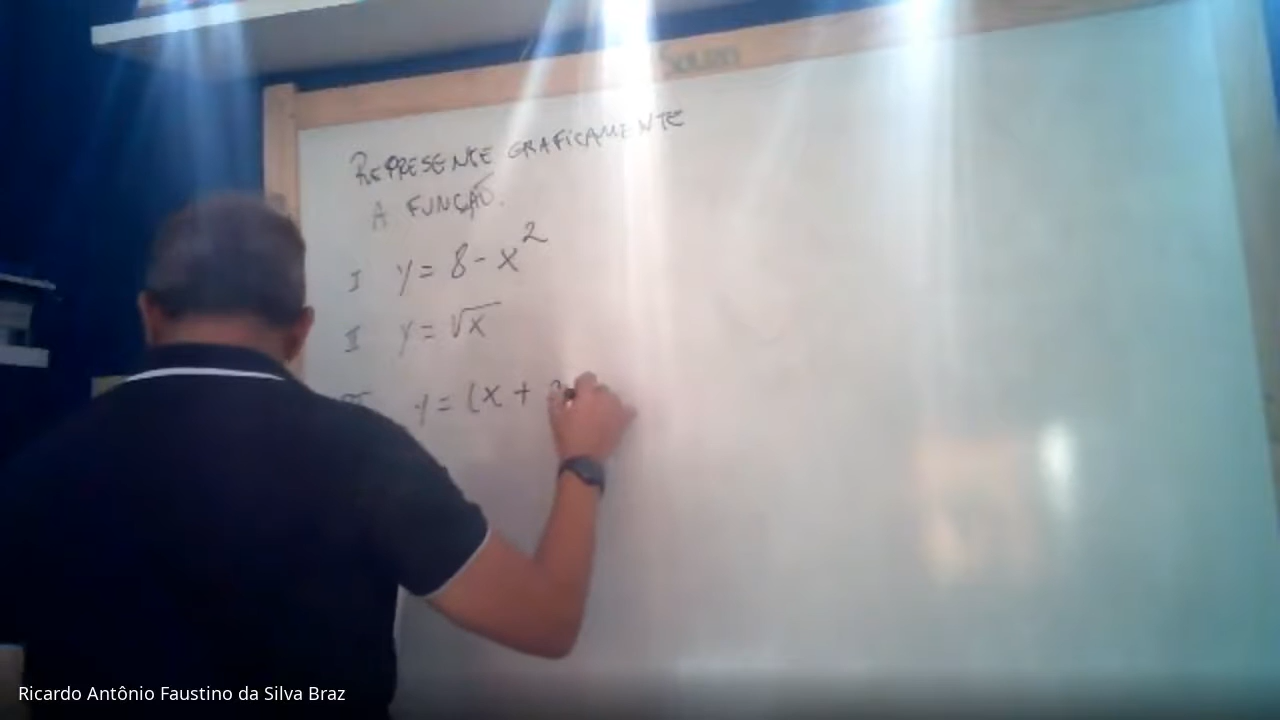 REPRESENTE GRAFICAMENTE
A FUNÇÃO.
I y = 8 - x²
II y = √x
III y = (x +
Ricardo Antônio Faustino da Silva Braz